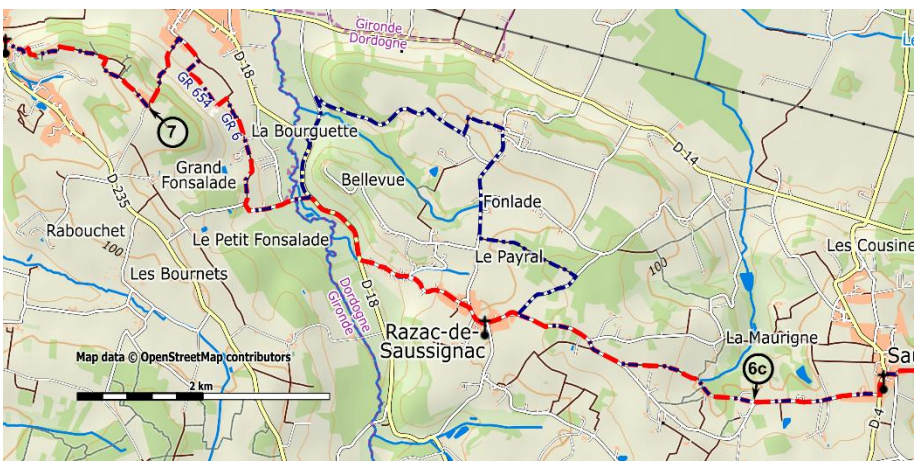 Gironde
Dordogne
D-18
GR 654
GR 6
7
La Bourguette
D-14
Grand
Fonsalade
Bellevue
D-235
Fonlade
Rabouchet
100
Le Petit Fonsalade
Le Payral
100
Les Cousine
Les Bournets
Dordogne
Gironde
D-18
Razac-de-
Saussignac
La Maurigne
6c
Sau
Map data © OpenStreetMap contributors
2 km
D-4